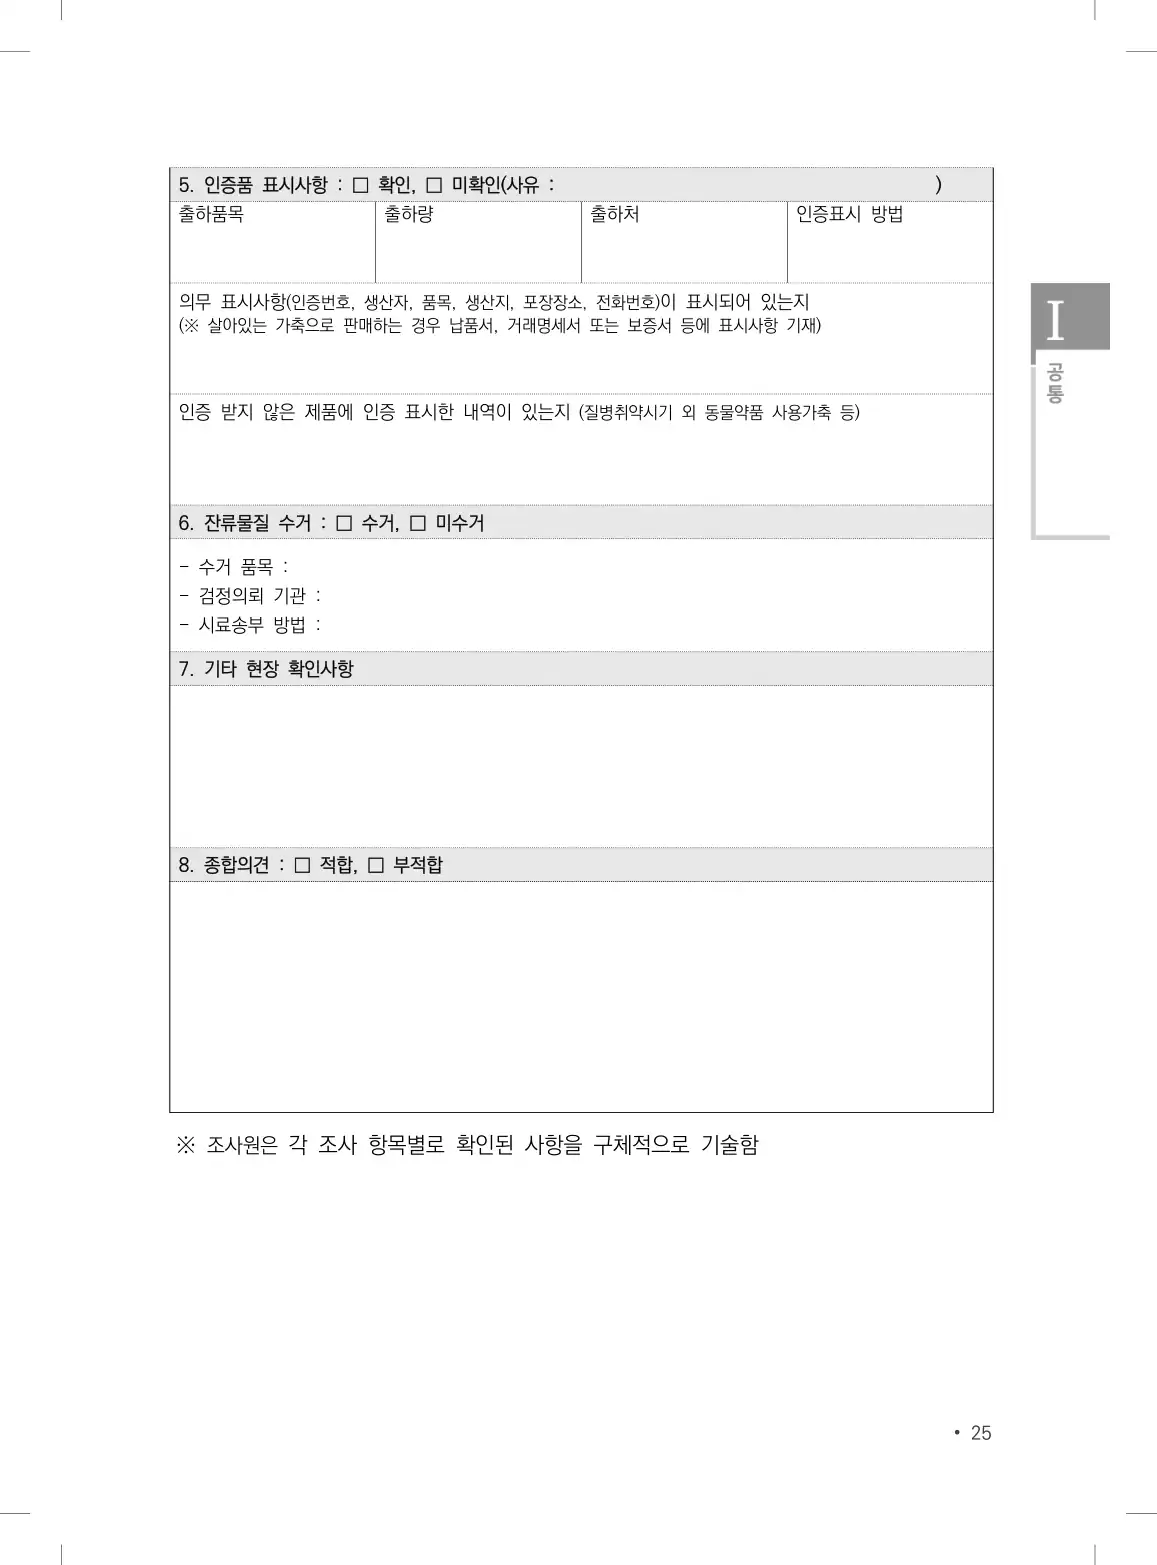 5. 인증품 표시사항 : □ 확인, □ 미확인(사유 : )
출하품목
출하량
출하처
인증표시 방법
의무 표시사항(인증번호, 생산자, 품목, 생산지, 포장장소, 전화번호)이 표시되어 있는지
(※ 살아있는 가축으로 판매하는 경우 납품서, 거래명세서 또는 보증서 등에 표시사항 기재)
인증 받지 않은 제품에 인증 표시한 내역이 있는지 (질병취약시기 외 동물약품 사용가축 등)
6. 잔류물질 수거 : □ 수거, □ 미수거
- 수거 품목 :
- 검정의뢰 기관 :
- 시료송부 방법 :
7. 기타 현장 확인사항
8. 종합의견 : □ 적합, □ 부적합
※ 조사원은 각 조사 항목별로 확인된 사항을 구체적으로 기술함
I
공통
• 25